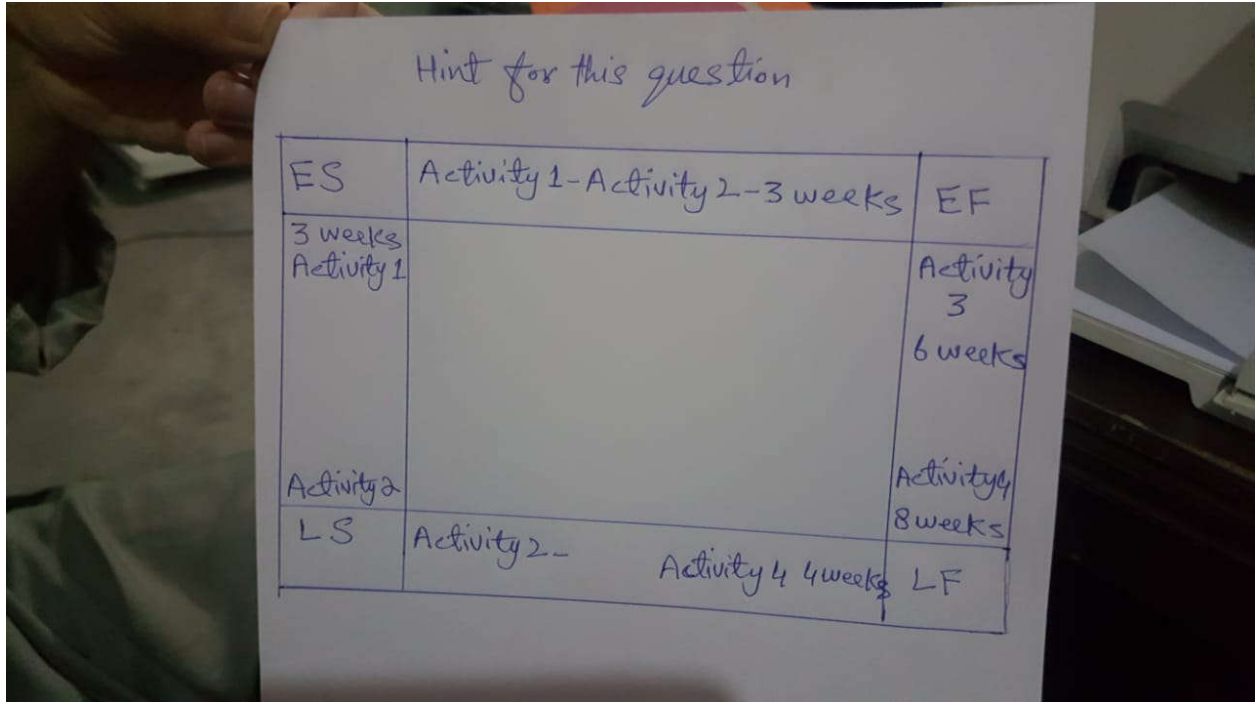 Hint for this question
ES
Activity 1-Activity 2-3 weeks
EF
3 weeks
Activity 1
Activity
3
6 weeks
Activity 2
Activity 4
8 weeks
LS
Activity 2-
Activity 4 4 weeks
LF